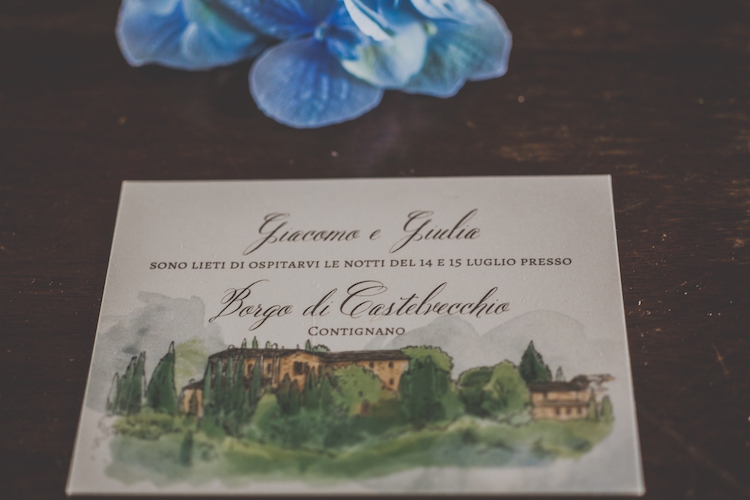 Giacomo e Giulia
SONO LIETI DI OSPITARVI LE NOTTI DEL 14 E 15 LUGLIO PRESSO
Borgo di Castelvecchio
CONTIGNANO